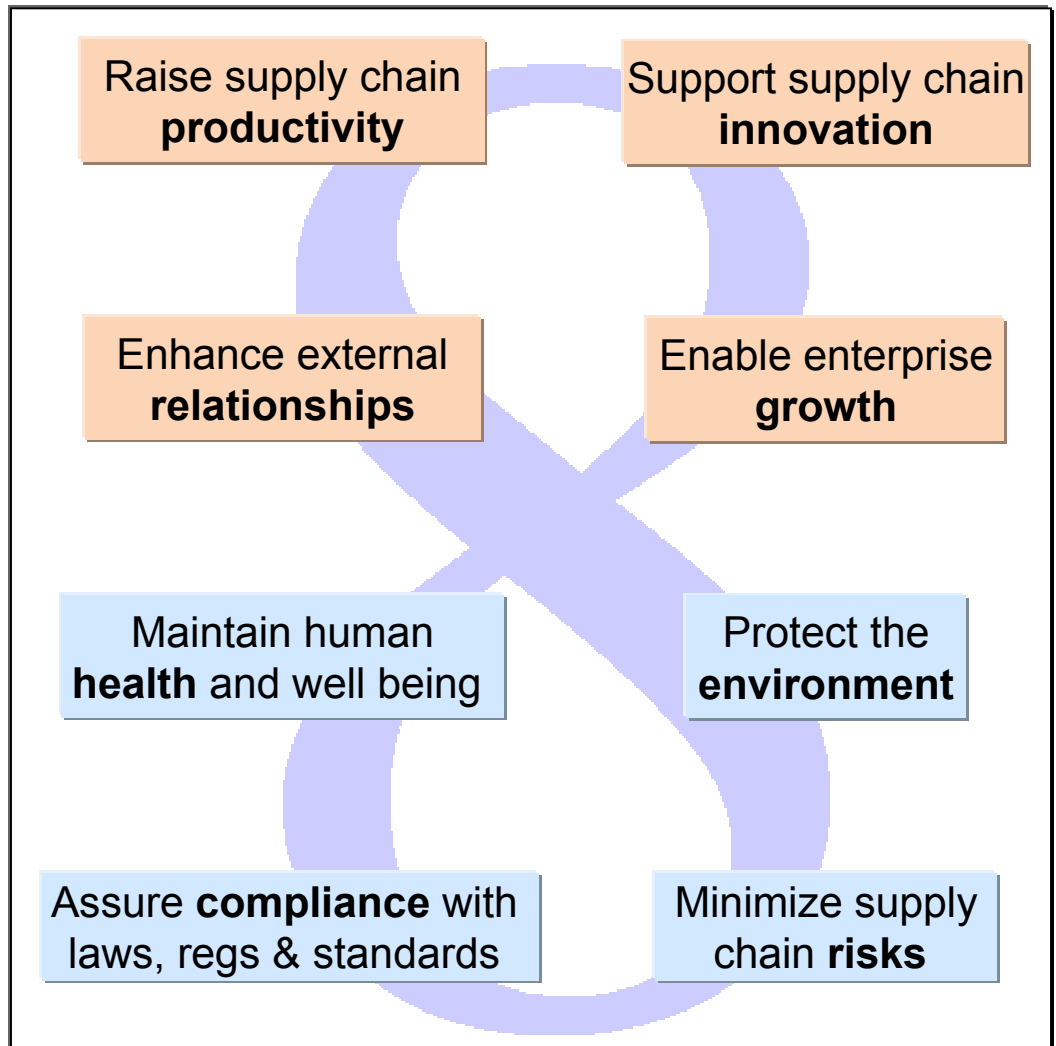 Raise supply chain
productivity
Support supply chain
innovation
Enhance external
relationships
Enable enterprise
growth
Maintain human
health and well being
Protect the
environment
Assure compliance with
laws, regs & standards
Minimize supply
chain risks